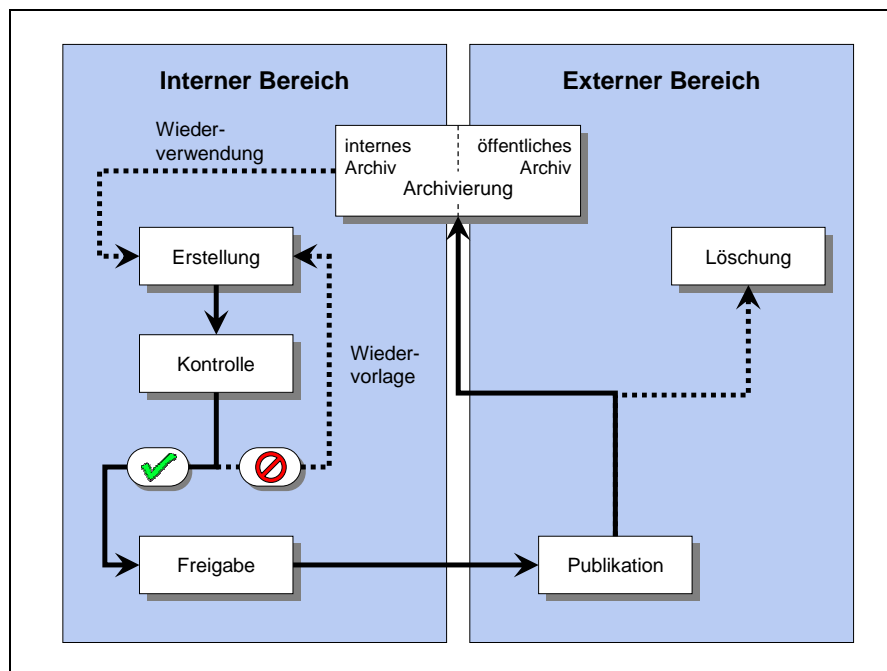 Interner Bereich
Externer Bereich
Wieder-
verwendung
internes
Archiv
öffentliches
Archiv
Archivierung
Erstellung
Löschung
Kontrolle
Wieder-
vorlage
Freigabe
Publikation